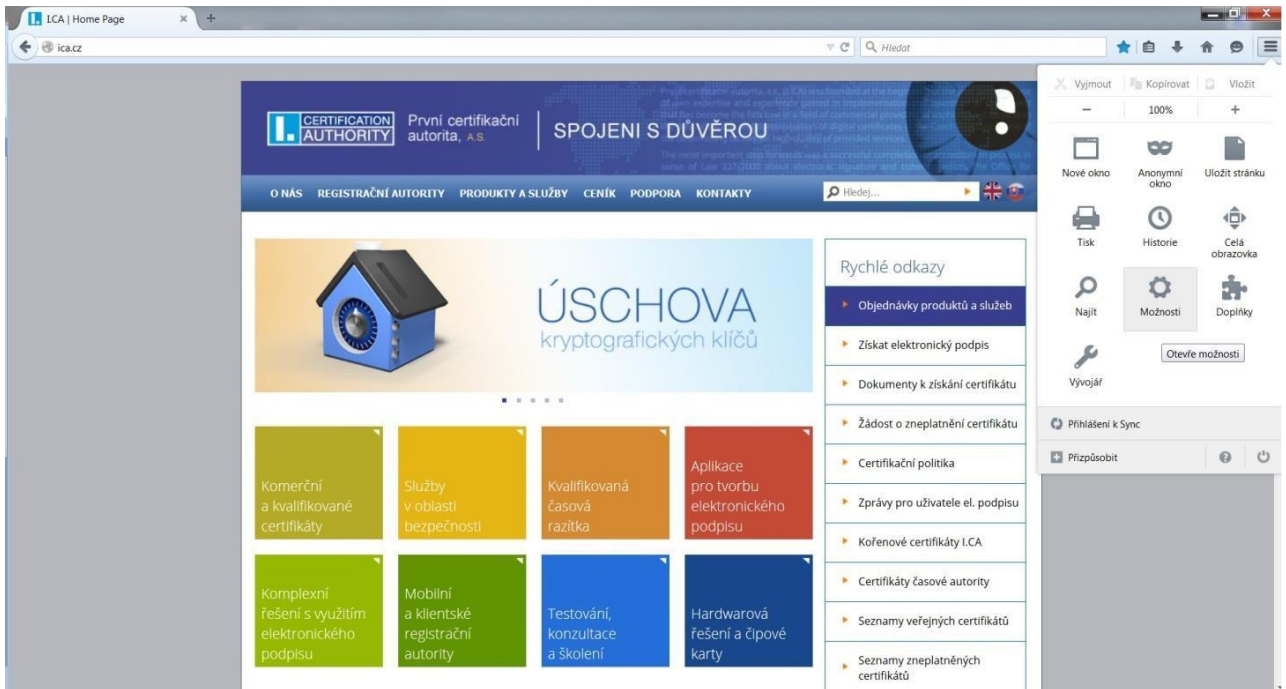 I.CA | Home Page
ica.cz
Hledat
Vyjmout Kopírovat Vložit
100%
Nové okno
Anonymní
okno
Uložit stránku
Tisk
Historie
Celá
obrazovka
Najít
Možnosti
Doplňky
Otevře možnosti
Vývojář
Přihlášení k Sync
Přizpůsobit
CERTIFICATION
AUTHORITY
První certifikační
autorita, A.S.
SPOJENI S DŮVĚROU
O NÁS REGISTRAČNÍ AUTORITY PRODUKTY A SLUŽBY CENÍK PODPORA KONTAKTY
Hledej...
ÚSCHOVA
kryptografických klíčů
Komerční
a kvalifikované
certifikáty
Služby
v oblasti
bezpečnosti
Kvalifikovaná
časová
razítka
Aplikace
pro tvorbu
elektronického
podpisu
Komplexní
řešení s využitím
elektronického
podpisu
Mobilní
a klientské
registrační
autority
Testování,
konzultace
a školení
Hardwarová
řešení a čipové
karty
Rychlé odkazy
Objednávky produktů a služeb
Získat elektronický podpis
Dokumenty k získání certifikátu
Žádost o zneplatnění certifikátu
Certifikační politika
Zprávy pro uživatele el. podpisu
Kořenové certifikáty I.CA
Certifikáty časové autority
Seznamy veřejných certifikátů
Seznamy zneplatněných
certifikátů